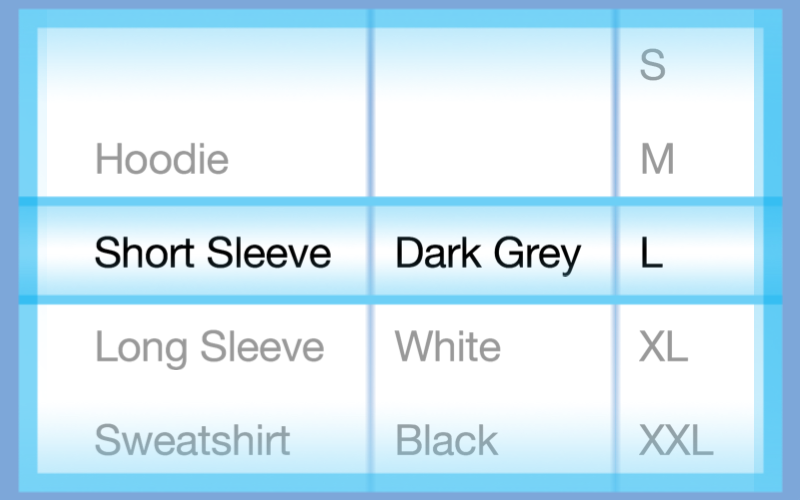 S
Hoodie M
Short Sleeve Dark Grey L
Long Sleeve White XL
Sweatshirt Black XXL